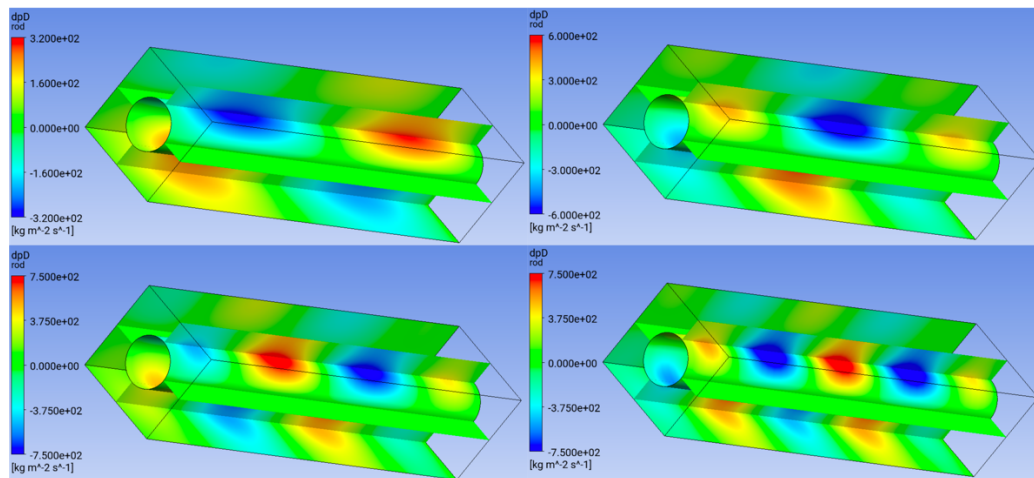 dpD
rod
3.200e+02
1.600e+02
0.000e+00
-1.600e+02
-3.200e+02
[kg m^-2 s^-1]
dpD
rod
6.000e+02
3.000e+02
0.000e+00
-3.000e+02
-6.000e+02
[kg m^-2 s^-1]
dpD
rod
7.500e+02
3.750e+02
0.000e+00
-3.750e+02
-7.500e+02
[kg m^-2 s^-1]
dpD
rod
7.500e+02
3.750e+02
0.000e+00
-3.750e+02
-7.500e+02
[kg m^-2 s^-1]